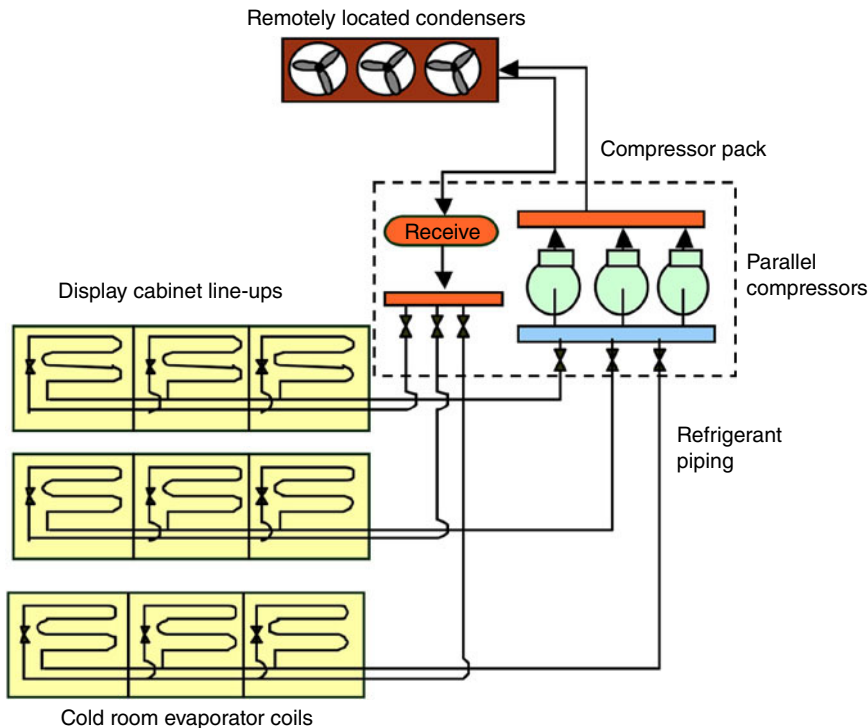 Remotely located condensers
Compressor pack
Receive
Parallel
compressors
Display cabinet line-ups
Refrigerant
piping
Cold room evaporator coils